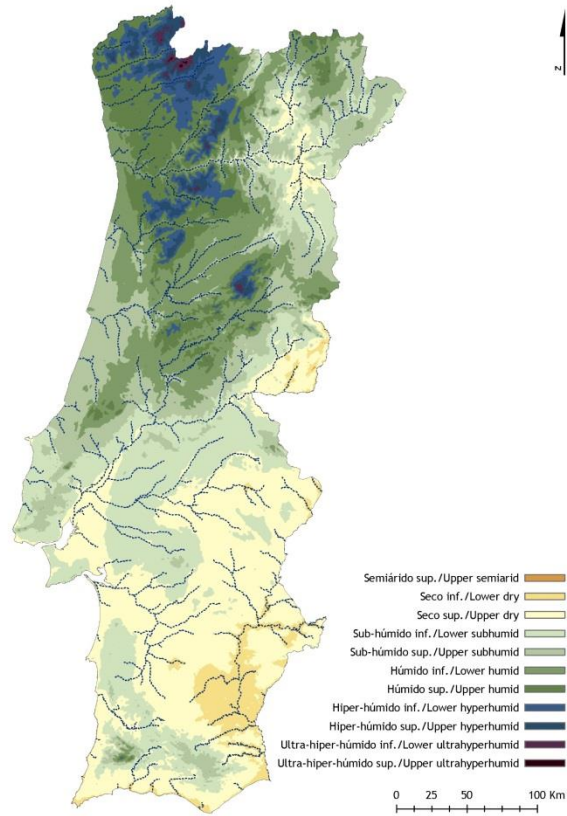 z
Semiárido sup./Upper semiarid
Seco inf./Lower dry
Seco sup./Upper dry
Sub-húmido inf./Lower subhumid
Sub-húmido sup./Upper subhumid
Húmido inf./Lower humid
Húmido sup./Upper humid
Hiper-húmido inf./Lower hyperhumid
Hiper-húmido sup./Upper hyperhumid
Ultra-hiper-húmido inf./Lower ultrahyperhumid
Ultra-hiper-húmido sup./Upper ultrahyperhumid
0 25 50 100 Km